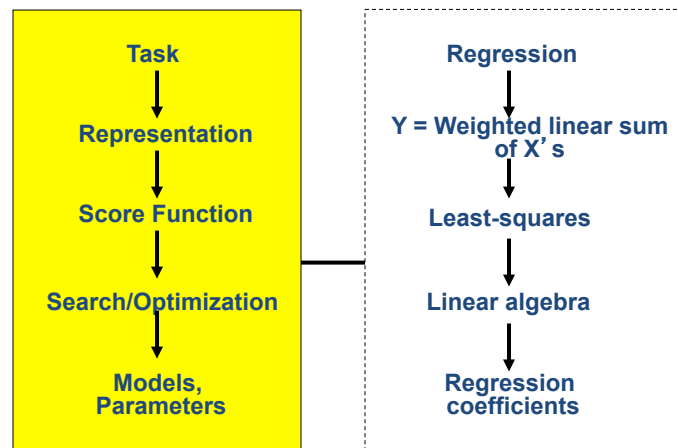 Task
Representation
Score Function
Search/Optimization
Models,
Parameters
Regression
Y = Weighted linear sum
of X’s
Least-squares
Linear algebra
Regression
coefficients